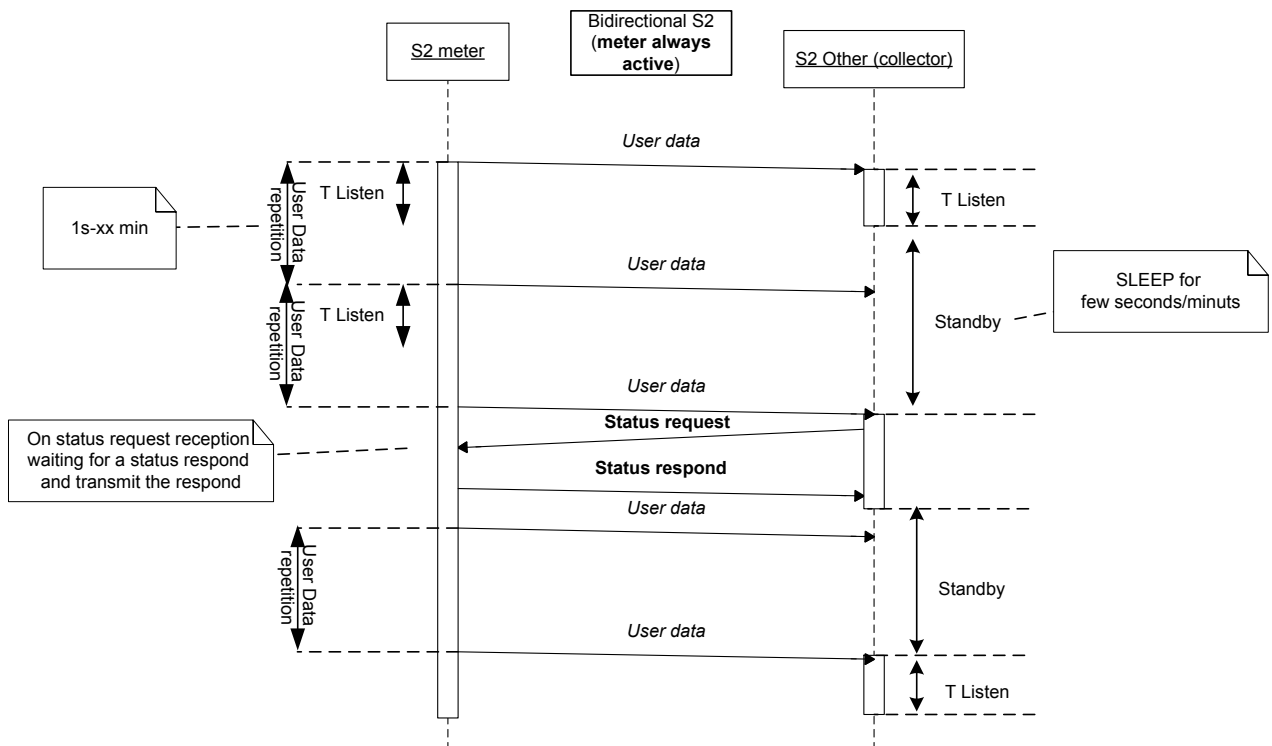 Bidirectional S2
(meter always
active)
S2 meter
S2 Other (collector)
User data
User Data
repetition
T Listen
T Listen
1s-xx min
User data
SLEEP for
few seconds/minuts
User Data
repetition
T Listen
Standby
User data
Status request
On status request reception
waiting for a status respond
and transmit the respond
Status respond
User data
User Data
repetition
Standby
User data
T Listen